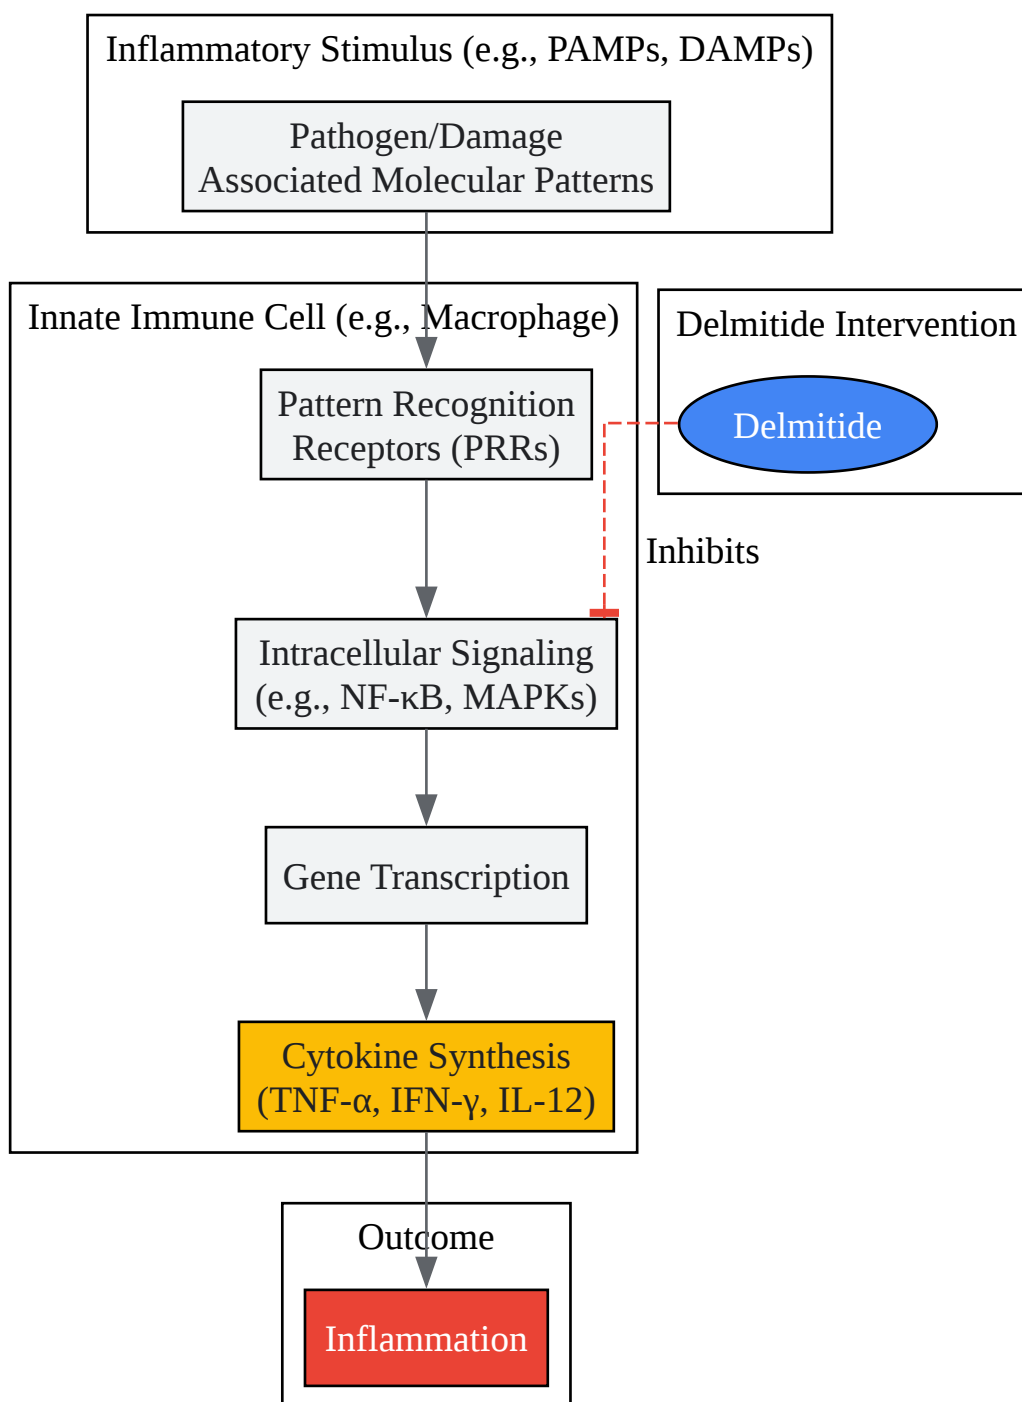 Inflammatory Stimulus (e.g., PAMPs, DAMPs)
Pathogen/Damage
Associated Molecular Patterns
Innate Immune Cell (e.g., Macrophage)
Delmitide Intervention
Pattern Recognition
Receptors (PRRs)
Delmitide
Inhibits
Intracellular Signaling
(e.g., NF-κB, MAPKs)
Gene Transcription
Cytokine Synthesis
(TNF-α, IFN-γ, IL-12)
Outcome
Inflammation